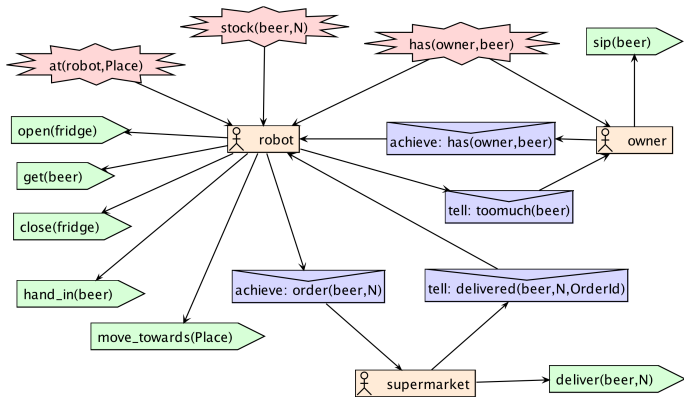 stock(beer,N)
has(owner,beer)
sip(beer)
at(robot,Place)
open(fridge)
robot
achieve: has(owner,beer)
owner
get(beer)
tell: toomuch(beer)
close(fridge)
hand_in(beer)
achieve: order(beer,N)
tell: delivered(beer,N,OrderId)
move_towards(Place)
supermarket
deliver(beer,N)